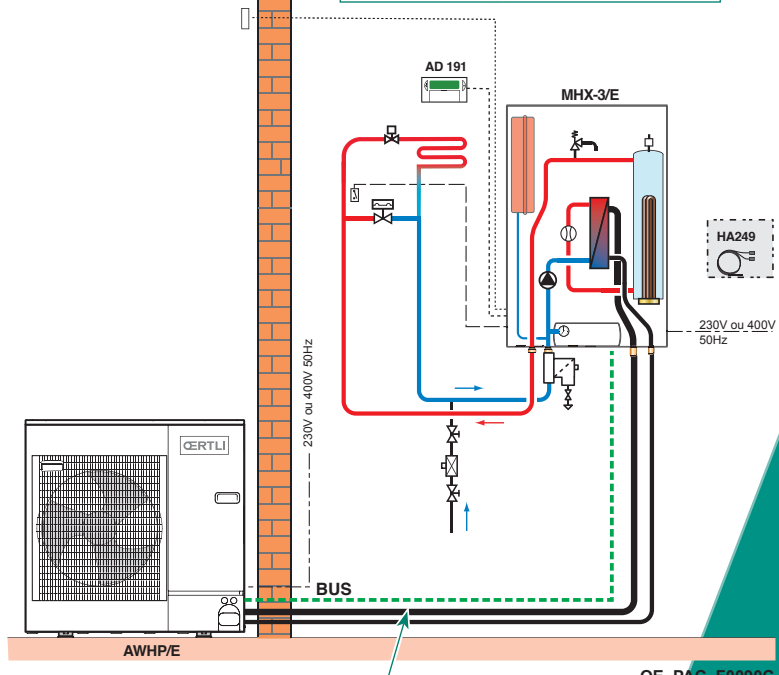 AD 191
MHX-3/E
HA249
230V ou 400V
50Hz
230V ou 400V 50Hz
ŒRTLI
BUS
AWHP/E